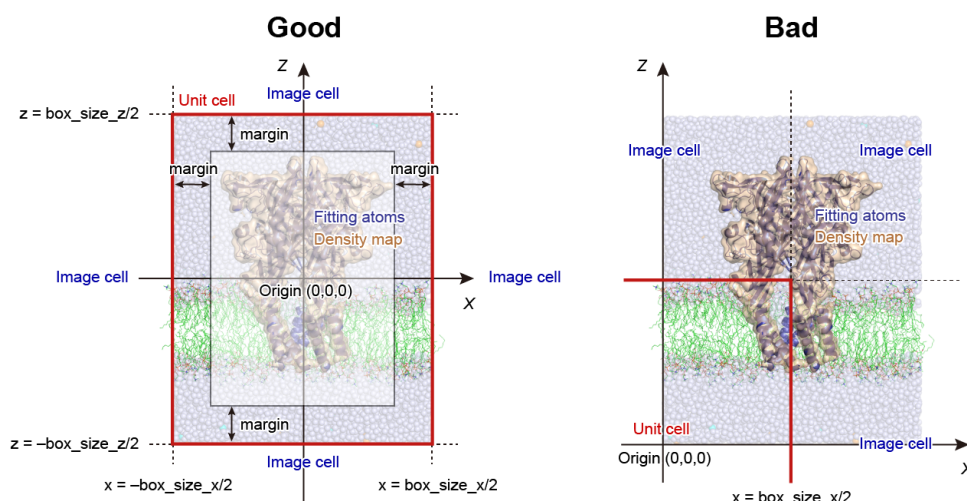 Good
Z
Image cell
Unit cell
z = box_size_z/2
margin
margin
margin
Fitting atoms
Density map
Image cell
Image cell
Origin (0,0,0)
X
margin
z = –box_size_z/2
Image cell
x = –box_size_x/2
x = box_size_x/2
Bad
Z
Image cell
Image cell
Fitting atoms
Density map
Unit cell
Image cell
Origin (0,0,0)
X
x = box_size_x/2